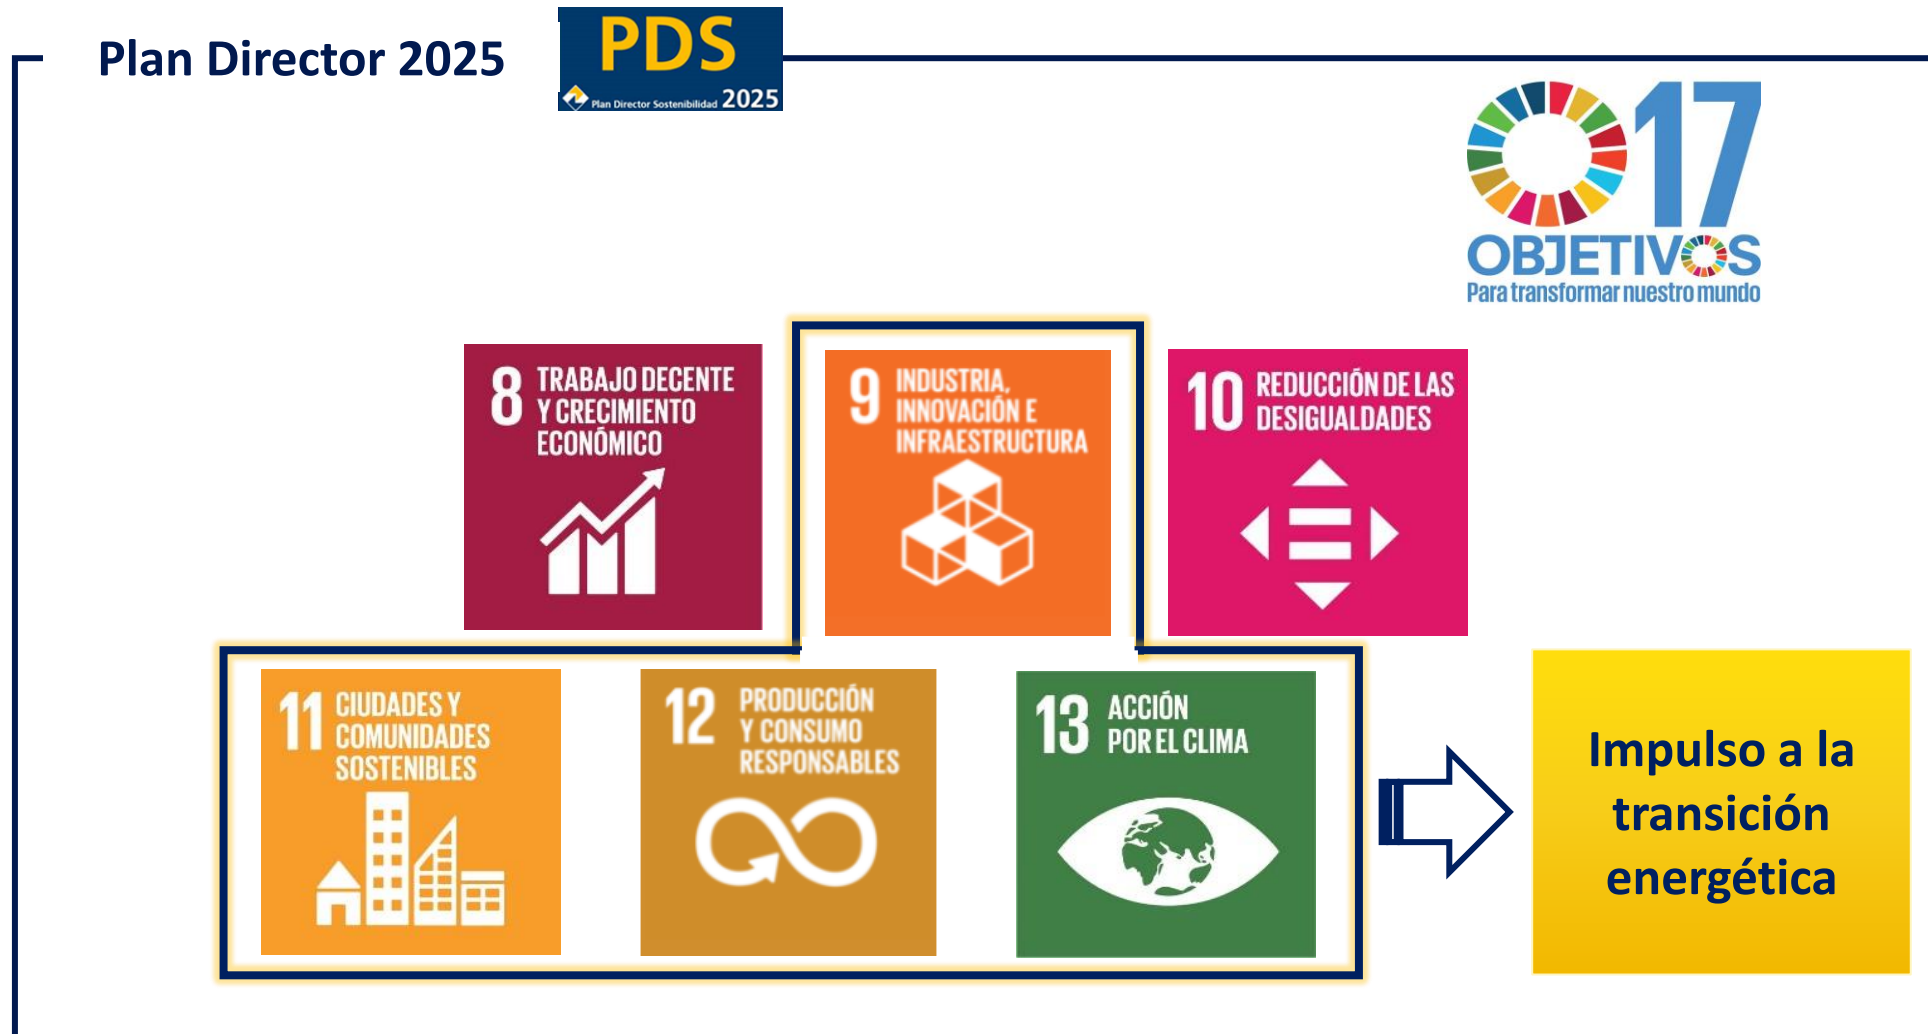 Plan Director 2025
PDS
Plan Director Sostenibilidad 2025
17
OBJETIVOS
Para transformar nuestro mundo
8 TRABAJO DECENTE
Y CRECIMIENTO
ECONÓMICO
9 INDUSTRIA,
INNOVACIÓN E
INFRAESTRUCTURA
10 REDUCCIÓN DE LAS
DESIGUALDADES
11 CIUDADES Y
COMUNIDADES
SOSTENIBLES
12 PRODUCCIÓN
Y CONSUMO
RESPONSABLES
13 ACCIÓN
POR EL CLIMA
Impulso a la
transición
energética